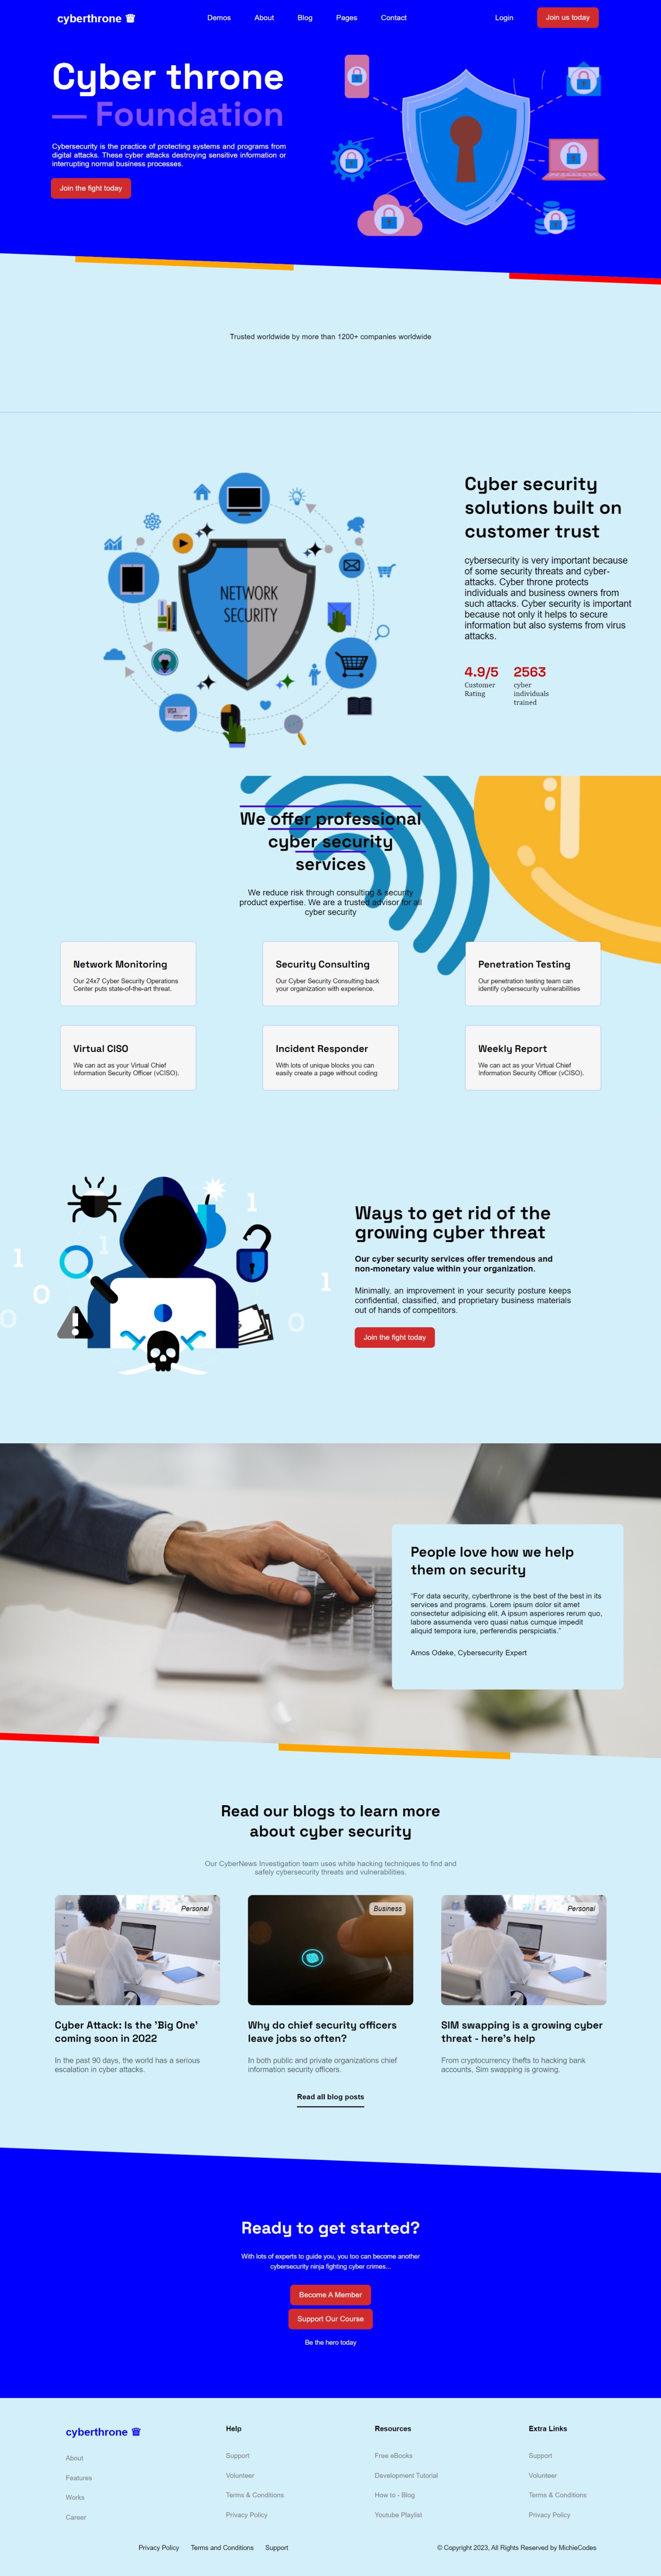 cyberthrone
Demos About Blog Pages Contact
Login Join us today
Cyber throne
— Foundation
Cybersecurity is the practice of protecting systems and programs from
digital attacks. These cyber attacks destroying sensitive information or
interrupting normal business processes.
Join the fight today
Trusted worldwide by more than 1200+ companies worldwide
NETWORK
SECURITY
VISA
Cyber security
solutions built on
customer trust
cybersecurity is very important because
of some security threats and cyber-
attacks. Cyber throne protects
individuals and business owners from
such attacks. Cyber security is important
because not only it helps to secure
information but also systems from virus
attacks.
4.9/5 2563
Customer
Rating
cyber
individuals
trained
We offer professional
cyber security
services
We reduce risk through consulting & security
product expertise. We are a trusted advisor for all
cyber security
Network Monitoring
Our 24x7 Cyber Security Operations
Center puts state-of-the-art threat.
Security Consulting
Our Cyber Security Consulting back
your organization with experience.
Penetration Testing
Our penetration testing team can
identify cybersecurity vulnerabilities
Virtual CISO
We can act as your Virtual Chief
Information Security Officer (vCISO).
Incident Responder
With lots of unique blocks you can
easily create a page without coding
Weekly Report
We can act as your Virtual Chief
Information Security Officer (vCISO).
1
1
1
0
0
1
0
Ways to get rid of the
growing cyber threat
Our cyber security services offer tremendous and
non-monetary value within your organization.
Minimally, an improvement in your security posture keeps
confidential, classified, and proprietary business materials
out of hands of competitors.
Join the fight today
People love how we help
them on security
"For data security, cyberthrone is the best of the best in its
services and programs. Lorem ipsum dolor sit amet
consectetur adipisicing elit. A ipsum asperiores rerum quo,
labore assumenda vero quasi natus cumque impedit
aliquid tempora iure, perferendis perspiciatis."
Amos Odeke, Cybersecurity Expert
Read our blogs to learn more
about cyber security
Our CyberNews Investigation team uses white hacking techniques to find and
safely cybersecurity threats and vulnerabilities.
Personal
Business
Personal
Cyber Attack: Is the 'Big One'
coming soon in 2022
In the past 90 days, the world has a serious
escalation in cyber attacks.
Why do chief security officers
leave jobs so often?
In both public and private organizations chief
information security officers.
SIM swapping is a growing cyber
threat - here's help
From cryptocurrency thefts to hacking bank
accounts, Sim swapping is growing.
Read all blog posts
Ready to get started?
With lots of experts to guide you, you too can become another
cybersecurity ninja fighting cyber crimes...
Become A Member
Support Our Course
Be the hero today
cyberthrone
About
Features
Works
Career
Help
Support
Volunteer
Terms & Conditions
Privacy Policy
Resources
Free eBooks
Development Tutorial
How to - Blog
Youtube Playlist
Extra Links
Support
Volunteer
Terms & Conditions
Privacy Policy
Privacy Policy Terms and Conditions Support
© Copyright 2023, All Rights Reserved by MichieCodes